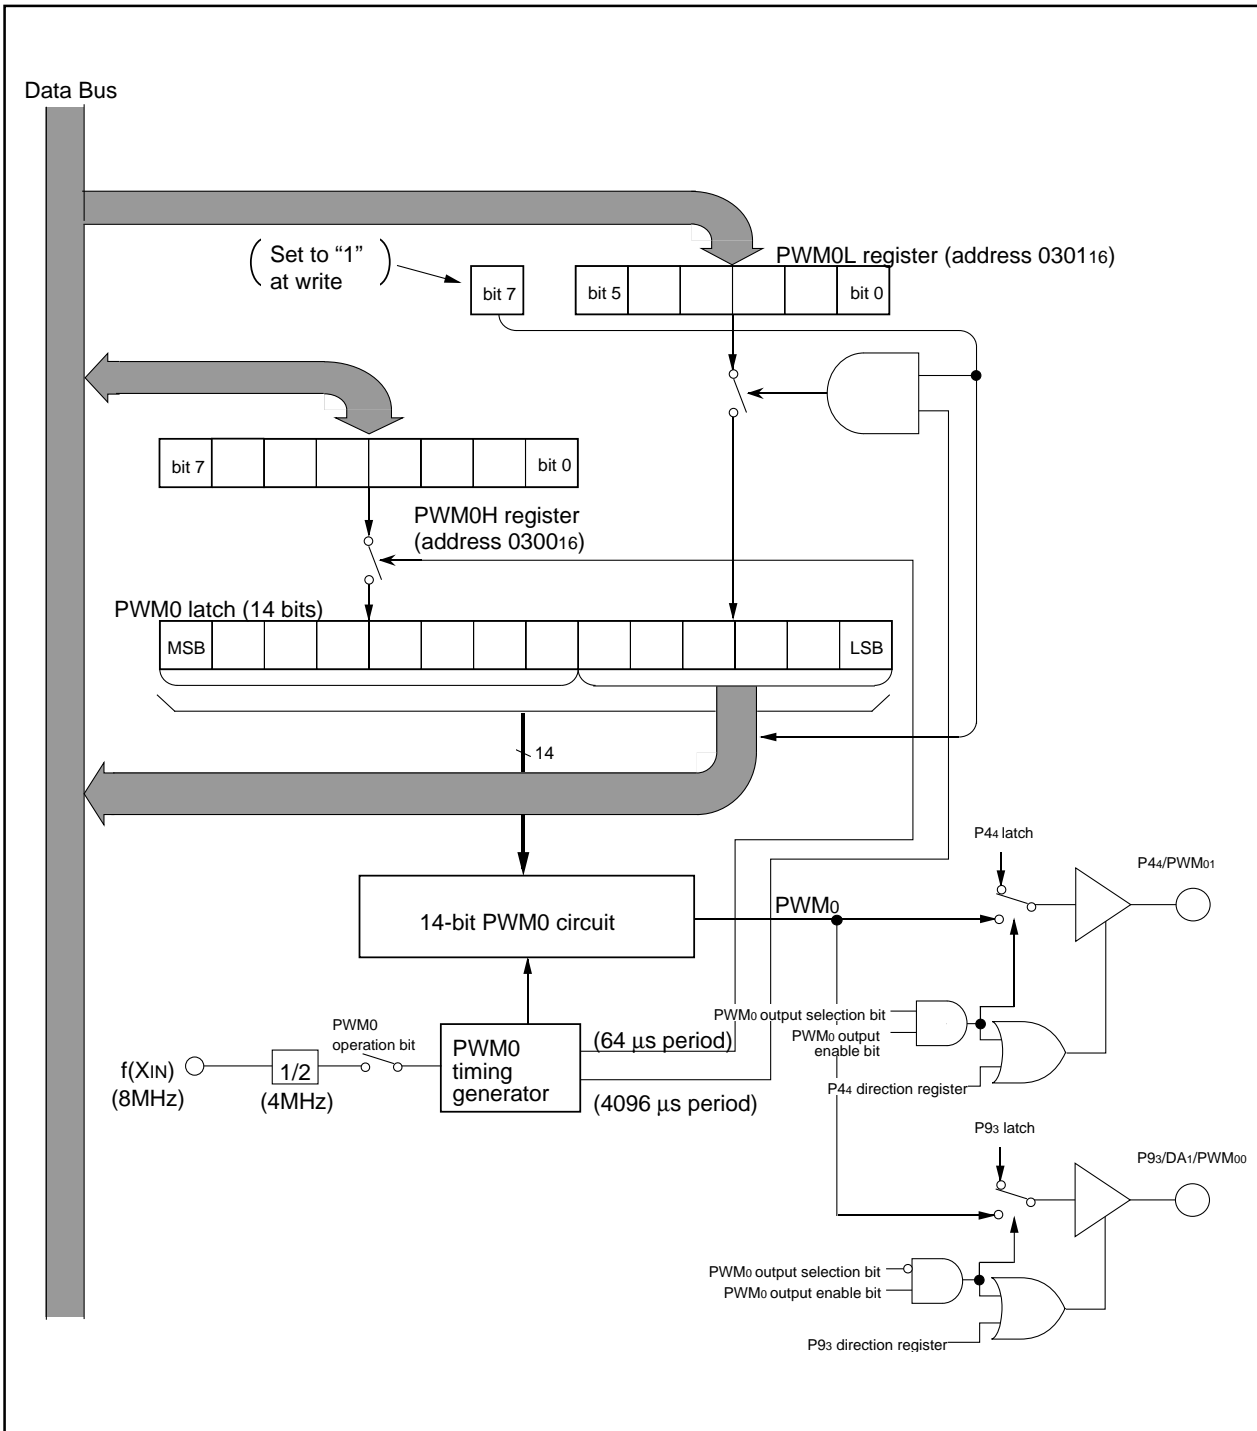 Data Bus
Set to “1”
at write
PWM0L register (address 030116)
bit 7
bit 5
bit 0
bit 7
bit 0
PWM0H register
(address 030016)
PWM0 latch (14 bits)
MSB
LSB
14
P44 latch
P44/PWM01
14-bit PWM0 circuit
PWM0
PWM0 output selection bit
PWM0 output
enable bit
P44 direction register
PWM0
operation bit
f(XIN)
(8MHz)
1/2
(4MHz)
PWM0
timing
generator
(64 μs period)
(4096 μs period)
P93 latch
P93/DA1/PWM00
PWM0 output selection bit
PWM0 output enable bit
P93 direction register